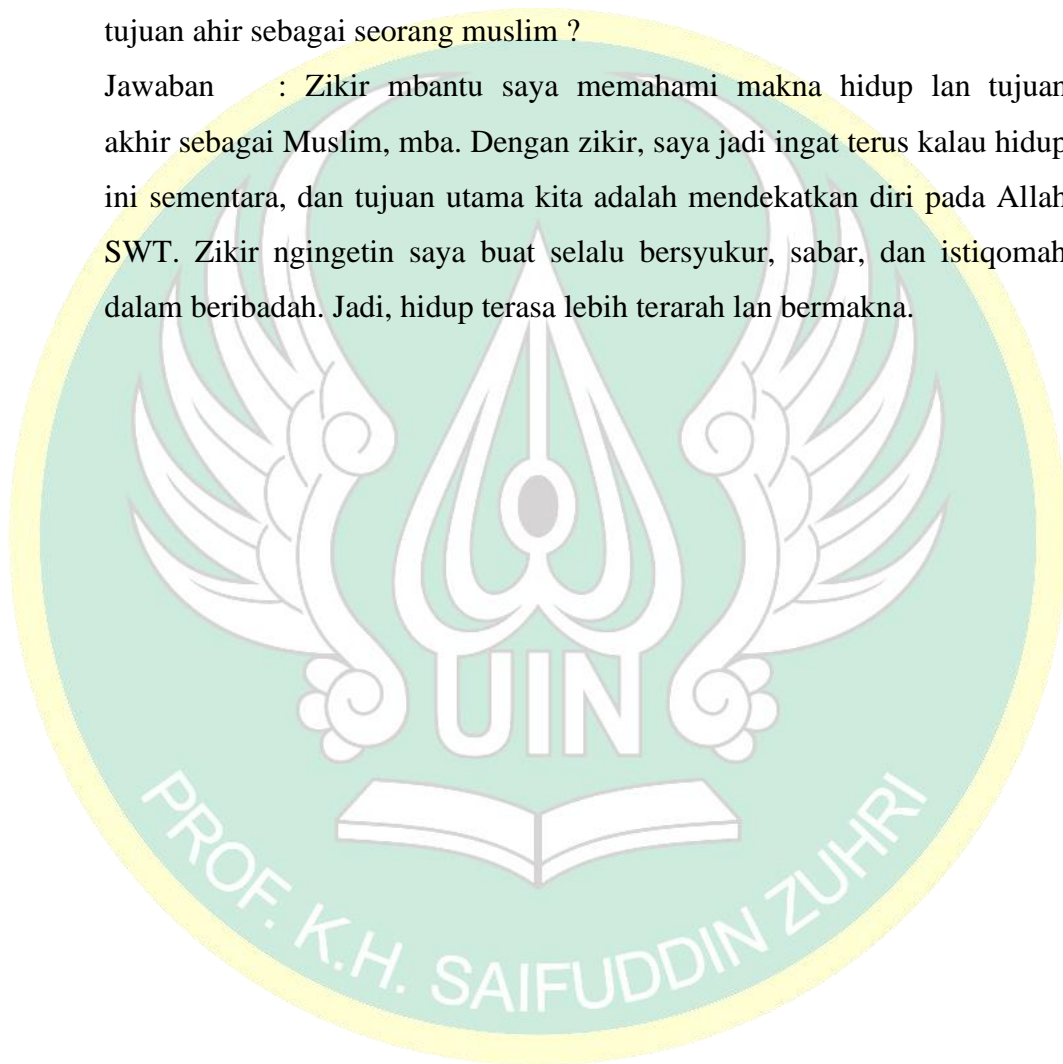 tujuan ahir sebagai seorang muslim ?
Jawaban : Zikir mbantu saya memahami makna hidup lan tujuan
akhir sebagai Muslim, mba. Dengan zikir, saya jadi ingat terus kalau hidup
ini sementara, dan tujuan utama kita adalah mendekatkan diri pada Allah
SWT. Zikir ngingetin saya buat selalu bersyukur, sabar, dan istiqomah
dalam beribadah. Jadi, hidup terasa lebih terarah lan bermakna.
UIN
PROF. K.H. SAIFUDDIN ZUHRI